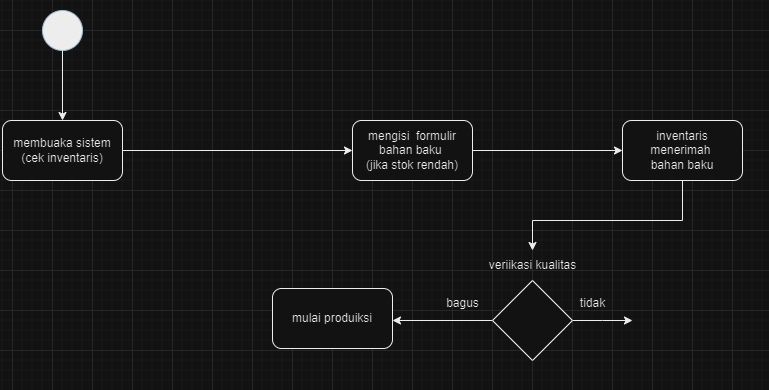 membuaka sistem
(cek inventaris)
mengisi formulir
bahan baku
(jika stok rendah)
inventaris
menerimah
bahan baku
veriikasi kualitas
bagus
tidak
mulai produiksi